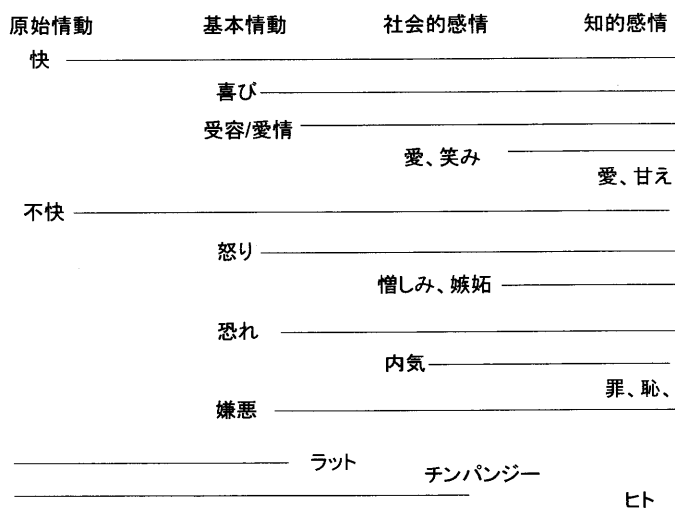 原始情動 基本情動 社会的感情 知的感情
快
喜び
受容/愛情
愛、笑み
愛、甘え
不快
怒り
憎しみ、嫉妬
恐れ
内気
罪、恥、
嫌悪
ラット
チンパンジー
ヒト